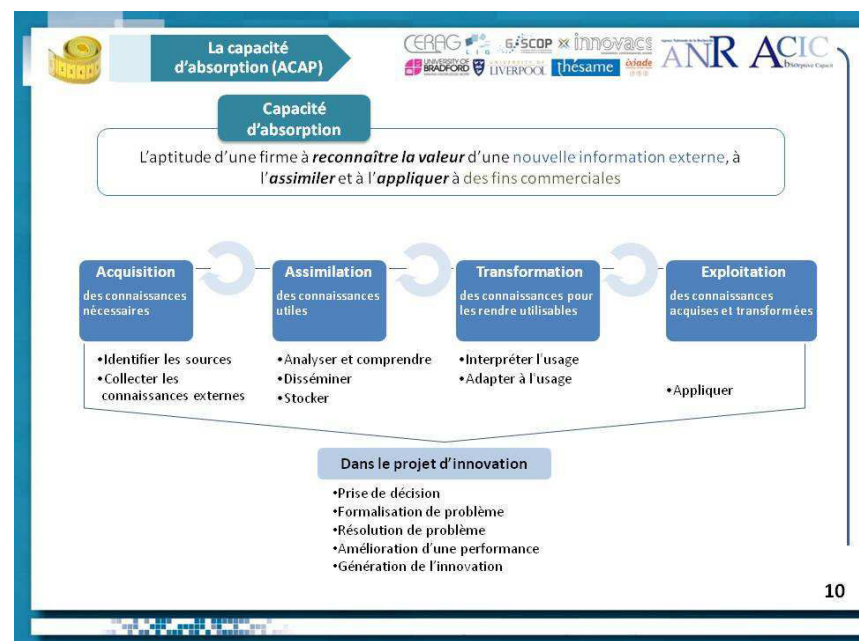 La capacité
d'absorption (ACAP)
CERAG
G-SCOP
innovacs
ANR ACIC
UNIVERSITY OF
BRADFORD
LIVERPOOL
thésame
ixiade
Absorptive Capacit
Capacité
d'absorption
L'aptitude d'une firme à reconnaître la valeur d'une nouvelle information externe, à
l'assimiler et à l'appliquer à des fins commerciales
Acquisition
des connaissances
nécessaires
Assimilation
des connaissances
utiles
Transformation
des connaissances pour
les rendre utilisables
Exploitation
des connaissances
acquises et transformées
•Identifier les sources
•Collecter les
connaissances externes
•Analyser et comprendre
•Disséminer
•Stocker
•Interpréter l'usage
•Adapter à l'usage
•Appliquer
Dans le projet d'innovation
•Prise de décision
•Formalisation de problème
•Résolution de problème
•Amélioration d'une performance
•Génération de l'innovation
10